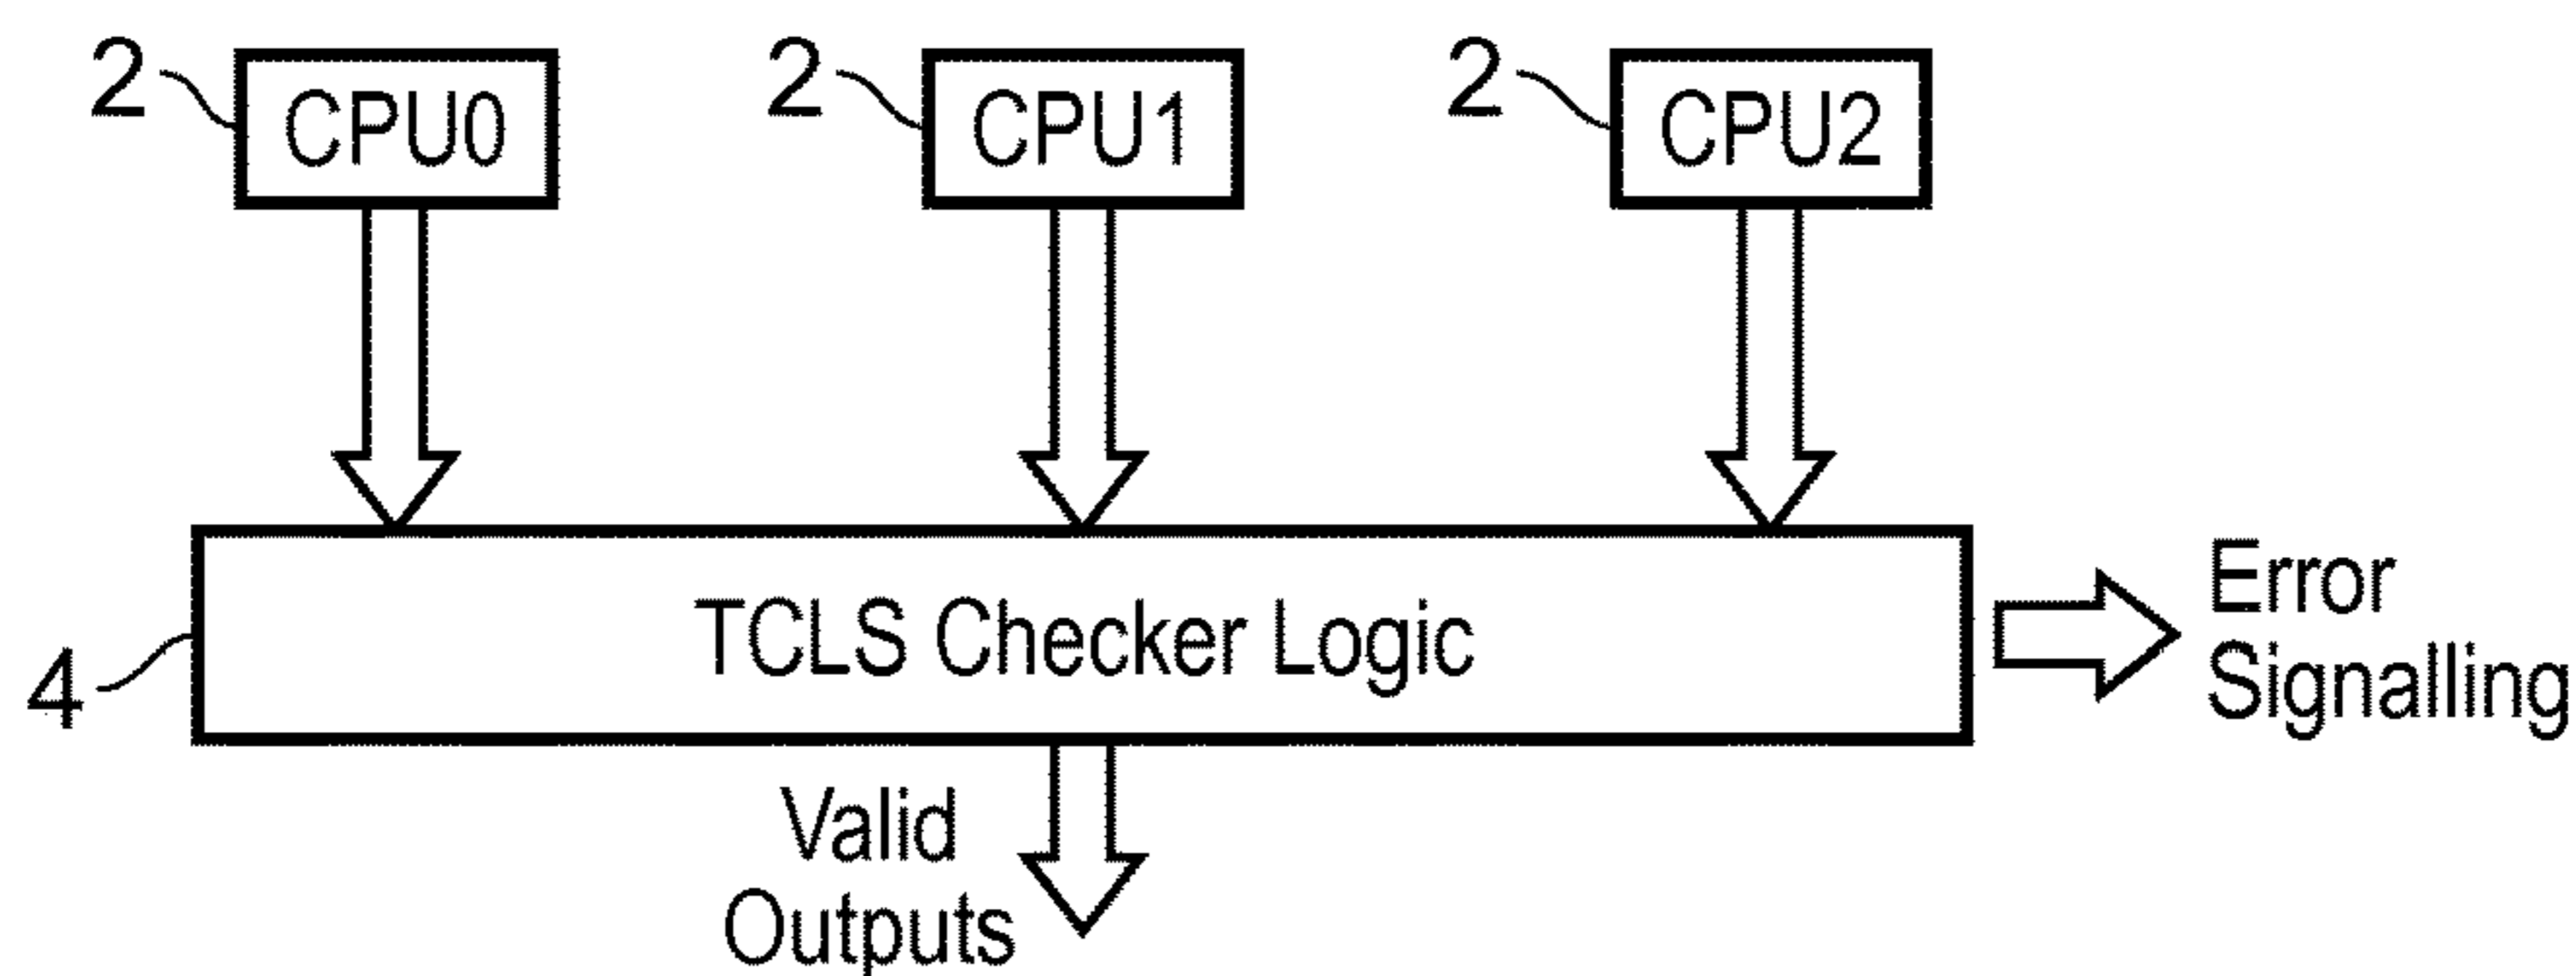 2 CPU0 2 CPU1 2 CPU2
4 TCLS Checker Logic
Error
Signalling
Valid
Outputs